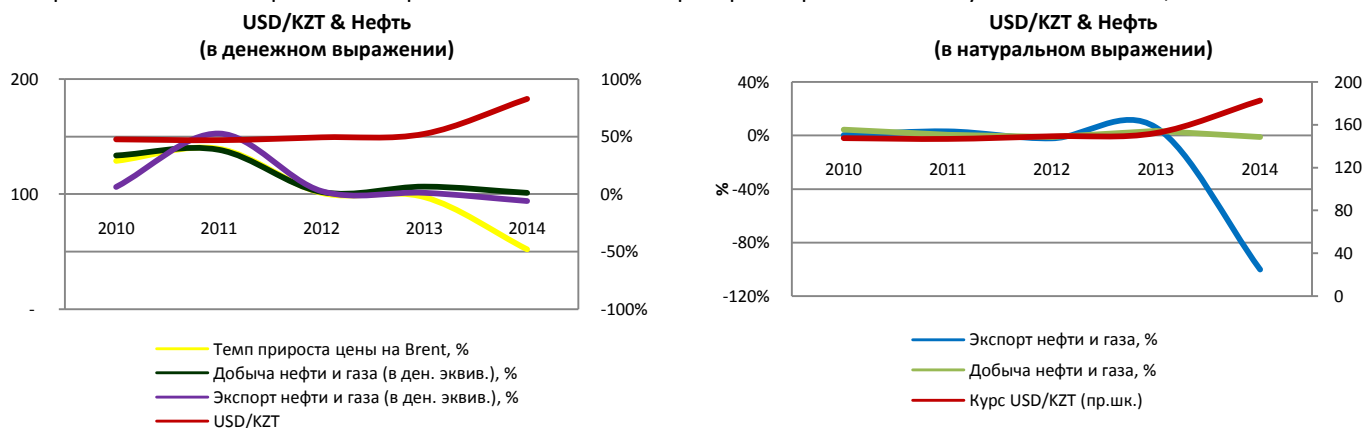 USD/KZT & Нефть
(в денежном выражении)
200
100
-
100%
50%
0%
-50%
-100%
2010 2011 2012 2013 2014
Темп прироста цены на Brent, %
Добыча нефти и газа (в ден. эквив.), %
Экспорт нефти и газа (в ден. эквив.), %
USD/KZT
USD/KZT & Нефть
(в натуральном выражении)
40%
0%
-40%
-80%
-120%
%
200
160
120
80
40
0
2010 2011 2012 2013 2014
Экспорт нефти и газа, %
Добыча нефти и газа, %
Курс USD/KZT (пр.шк.)